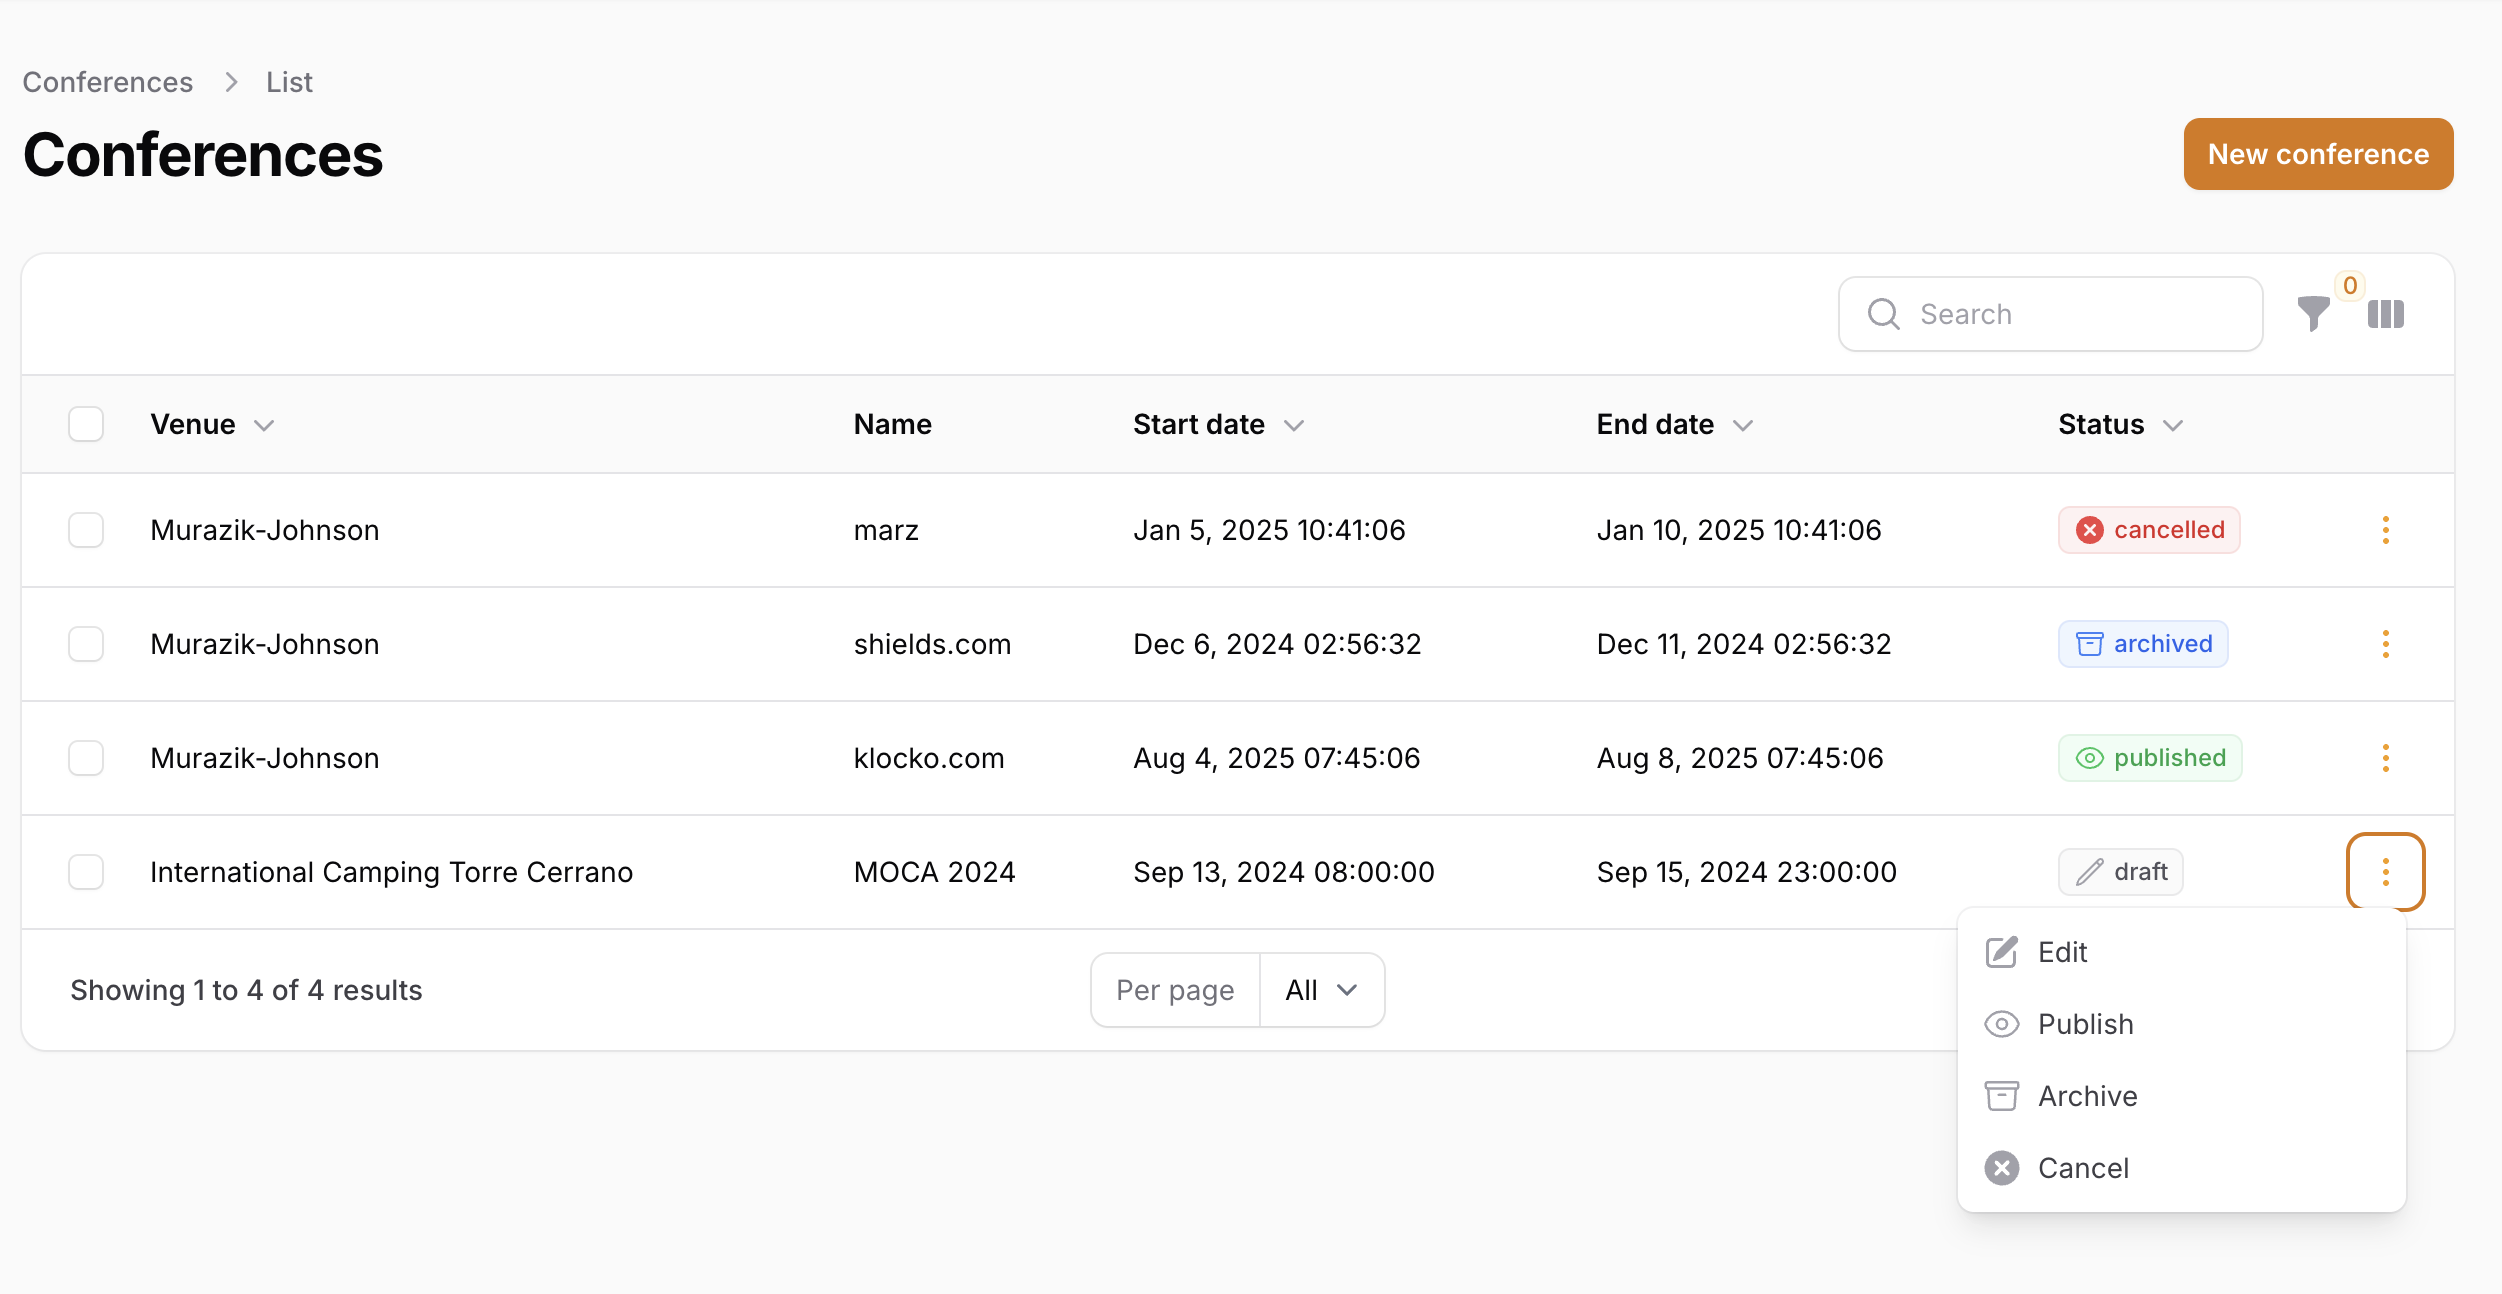 Conferences > List
Conferences
New conference
Search
0
Venue Name Start date End date Status
Murazik-Johnson marz Jan 5, 2025 10:41:06 Jan 10, 2025 10:41:06 cancelled
Murazik-Johnson shields.com Dec 6, 2024 02:56:32 Dec 11, 2024 02:56:32 archived
Murazik-Johnson klocko.com Aug 4, 2025 07:45:06 Aug 8, 2025 07:45:06 published
International Camping Torre Cerrano MOCA 2024 Sep 13, 2024 08:00:00 Sep 15, 2024 23:00:00 draft
Showing 1 to 4 of 4 results Per page All
Edit
Publish
Archive
Cancel